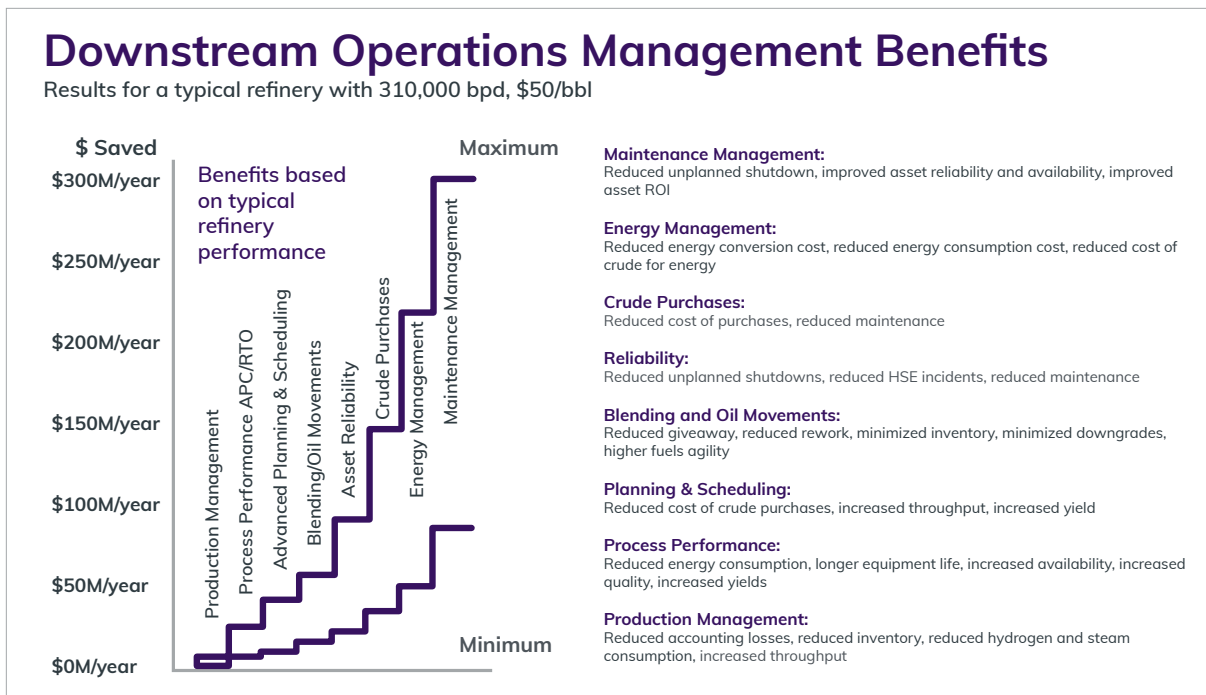 Downstream Operations Management Benefits
Results for a typical refinery with 310,000 bpd, $50/bbl
$ Saved
$300M/year
$250M/year
$200M/year
$150M/year
$100M/year
$50M/year
$0M/year
Benefits based
on typical
refinery
performance
Maximum
Minimum
Production Management
Process Performance APC/RTO
Advanced Planning & Scheduling
Blending/Oil Movements
Asset Reliability
Crude Purchases
Energy Management
Maintenance Management
Maintenance Management:
Reduced unplanned shutdown, improved asset reliability and availability, improved
asset ROI
Energy Management:
Reduced energy conversion cost, reduced energy consumption cost, reduced cost of
crude for energy
Crude Purchases:
Reduced cost of purchases, reduced maintenance
Reliability:
Reduced unplanned shutdowns, reduced HSE incidents, reduced maintenance
Blending and Oil Movements:
Reduced giveaway, reduced rework, minimized inventory, minimized downgrades,
higher fuels agility
Planning & Scheduling:
Reduced cost of crude purchases, increased throughput, increased yield
Process Performance:
Reduced energy consumption, longer equipment life, increased availability, increased
quality, increased yields
Production Management:
Reduced accounting losses, reduced inventory, reduced hydrogen and steam
consumption, increased throughput